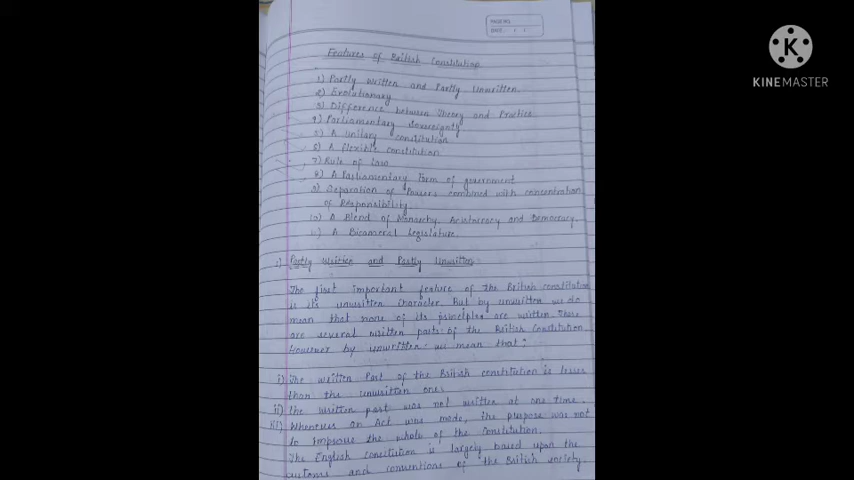 PAGE NO.
DATE: / /
Features of British Constitution
1) Partly Written and Partly Unwritten.
2) Evolutionary
3) Difference between Theory and Practice
4) Parliamentary Sovereignty
5) A unitary constitution
6) A flexible constitution
7) Rule of Law
8) A Parliamentary form of government
9) Separation of Powers combined with concentration
of Responsibility.
10) A Blend of Monarchy, Aristocracy and Democracy.
11) A Bicameral Legislature.
1) Partly Written and Partly Unwritten
The first important feature of the British constitution
is its unwritten character. But by unwritten we do
mean that none of its principles are written. There
are several written parts of the British Constitution.
However by unwritten we mean that;
i) The written Part of the British constitution is lesser
than the unwritten one.
ii) The written part was not written at one time.
iii) Whenever an Act was made, the purpose was not
to improve the whole of the Constitution.
The English constitution is largely based upon the
customs and conventions of the British society.
K
KINEMASTER